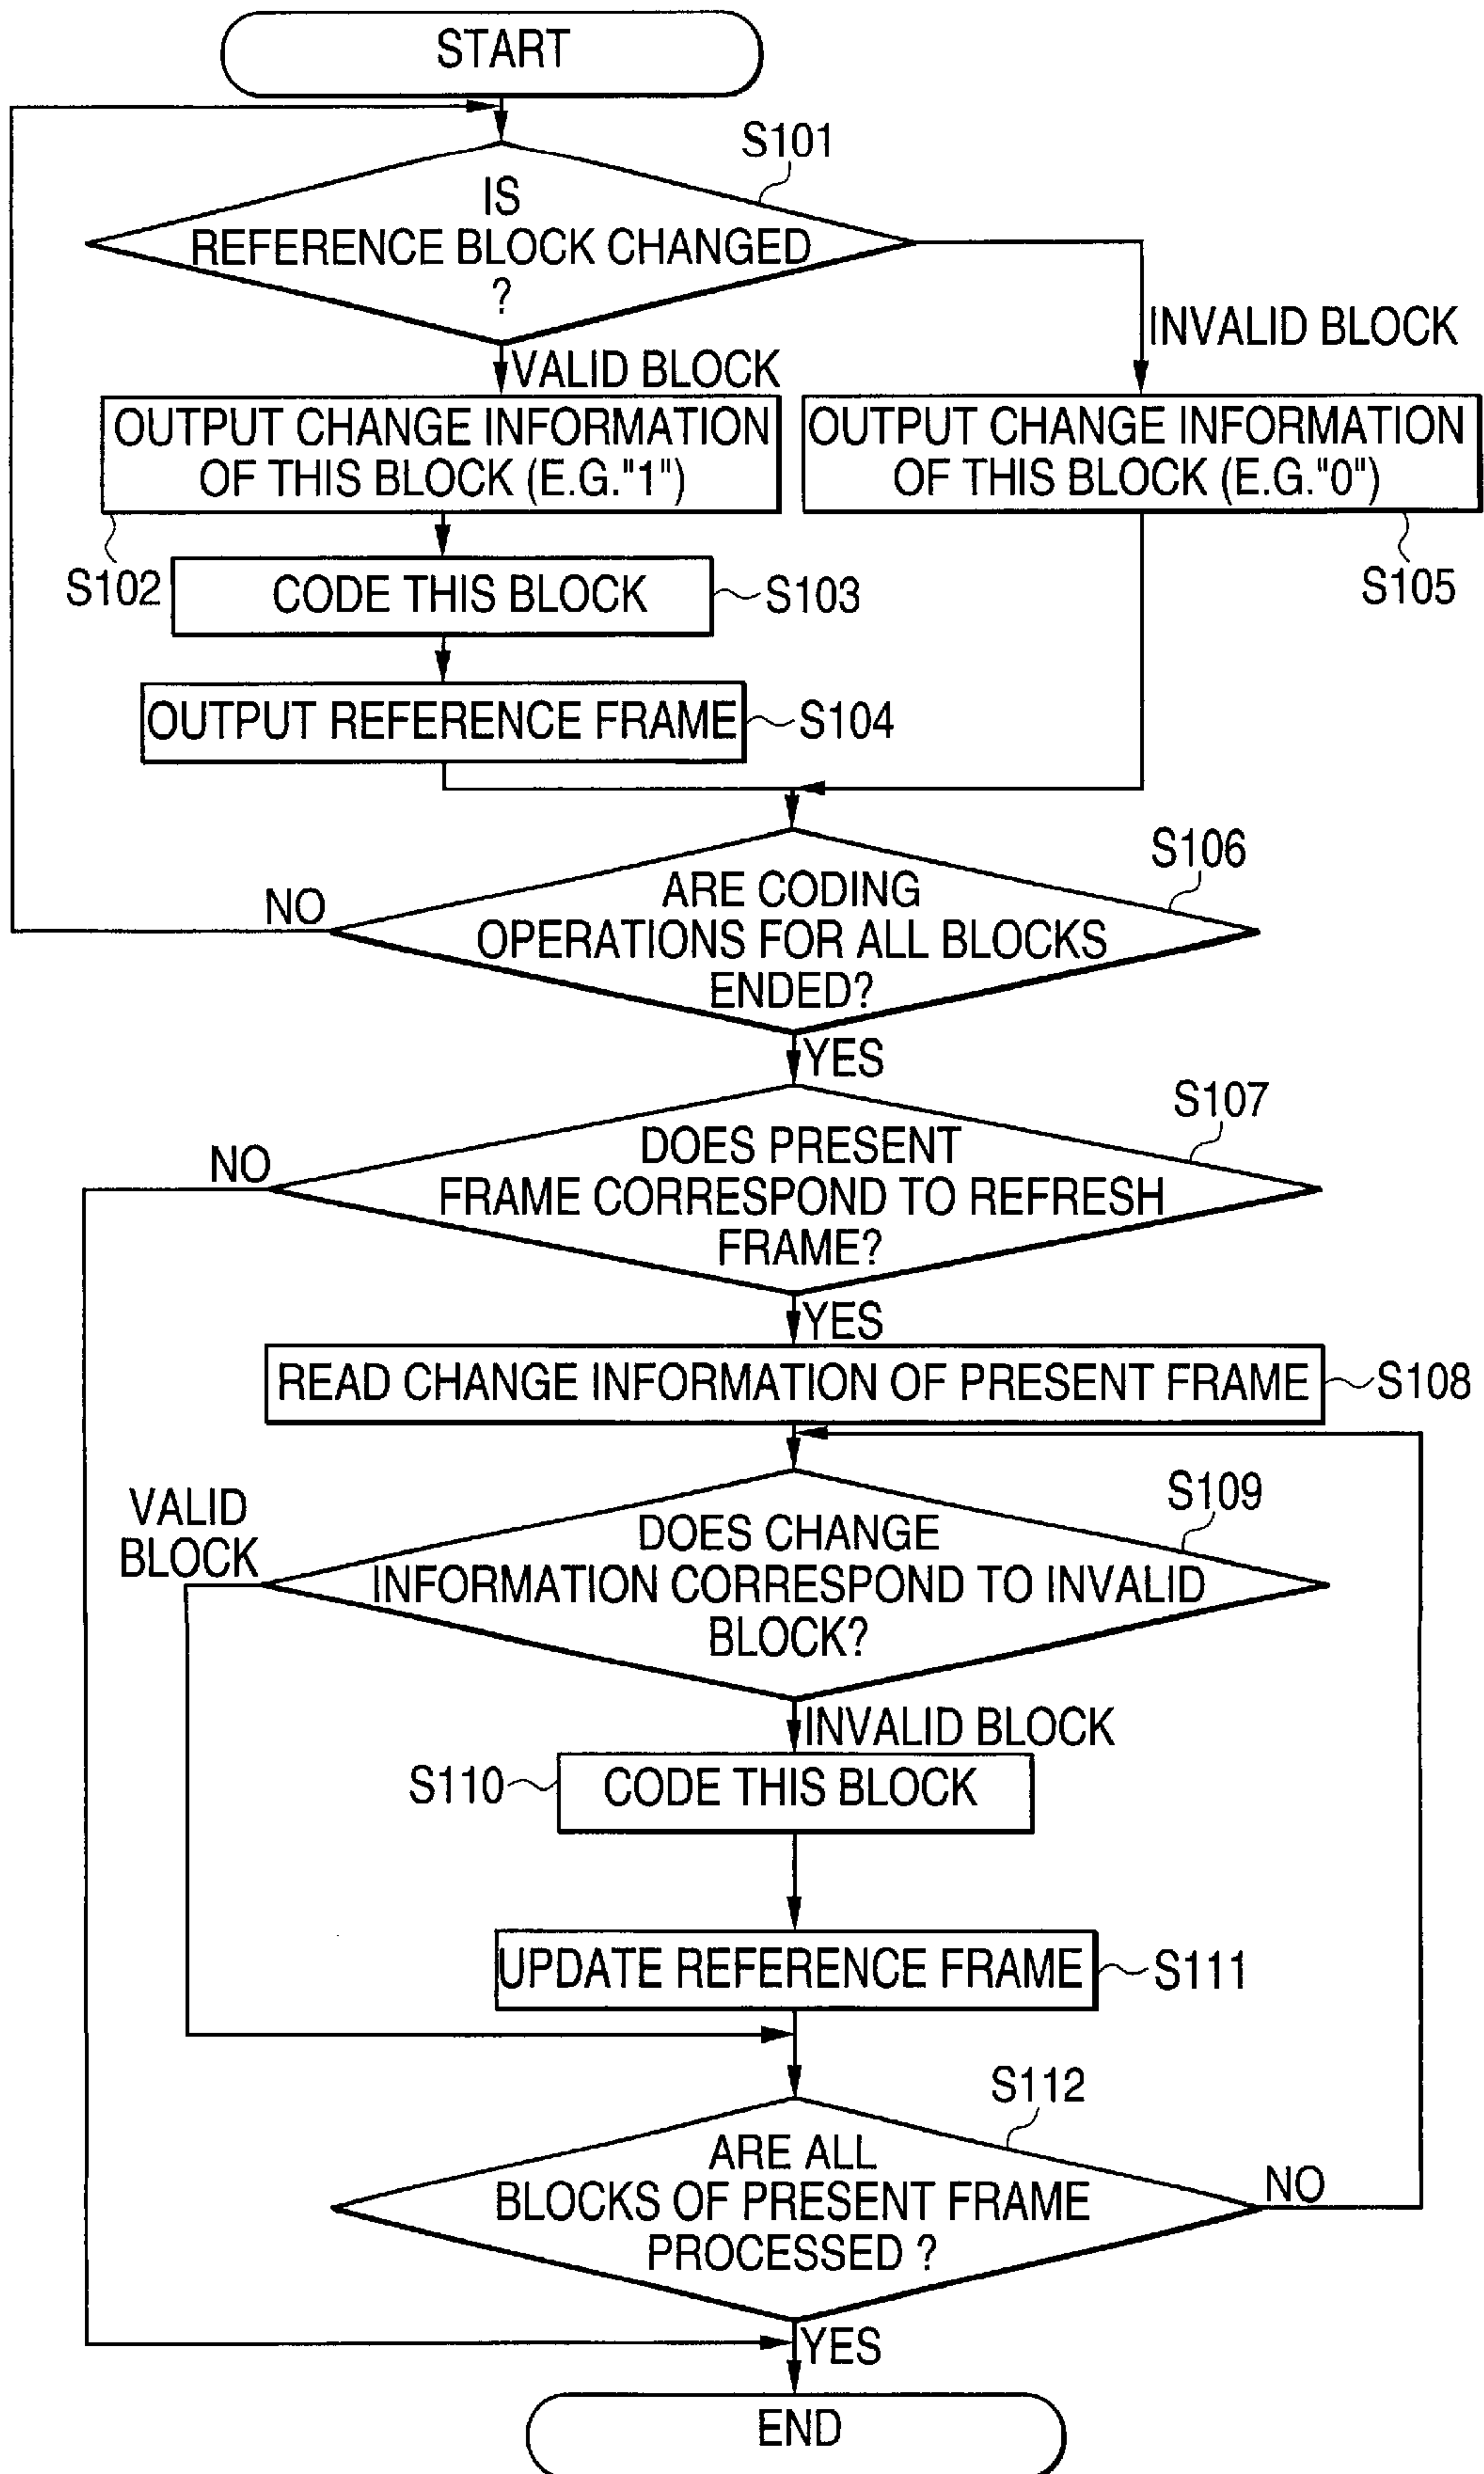 START
S101
IS
REFERENCE BLOCK CHANGED
?
INVALID BLOCK
VALID BLOCK
OUTPUT CHANGE INFORMATION
OF THIS BLOCK (E.G."1")
OUTPUT CHANGE INFORMATION
OF THIS BLOCK (E.G."0")
S102
CODE THIS BLOCK
S103
S105
OUTPUT REFERENCE FRAME
S104
S106
NO
ARE CODING
OPERATIONS FOR ALL BLOCKS
ENDED?
YES
S107
NO
DOES PRESENT
FRAME CORRESPOND TO REFRESH
FRAME?
YES
READ CHANGE INFORMATION OF PRESENT FRAME
S108
S109
VALID
BLOCK
DOES CHANGE
INFORMATION CORRESPOND TO INVALID
BLOCK?
INVALID BLOCK
S110
CODE THIS BLOCK
UPDATE REFERENCE FRAME
S111
S112
ARE ALL
BLOCKS OF PRESENT FRAME
PROCESSED ?
NO
YES
END